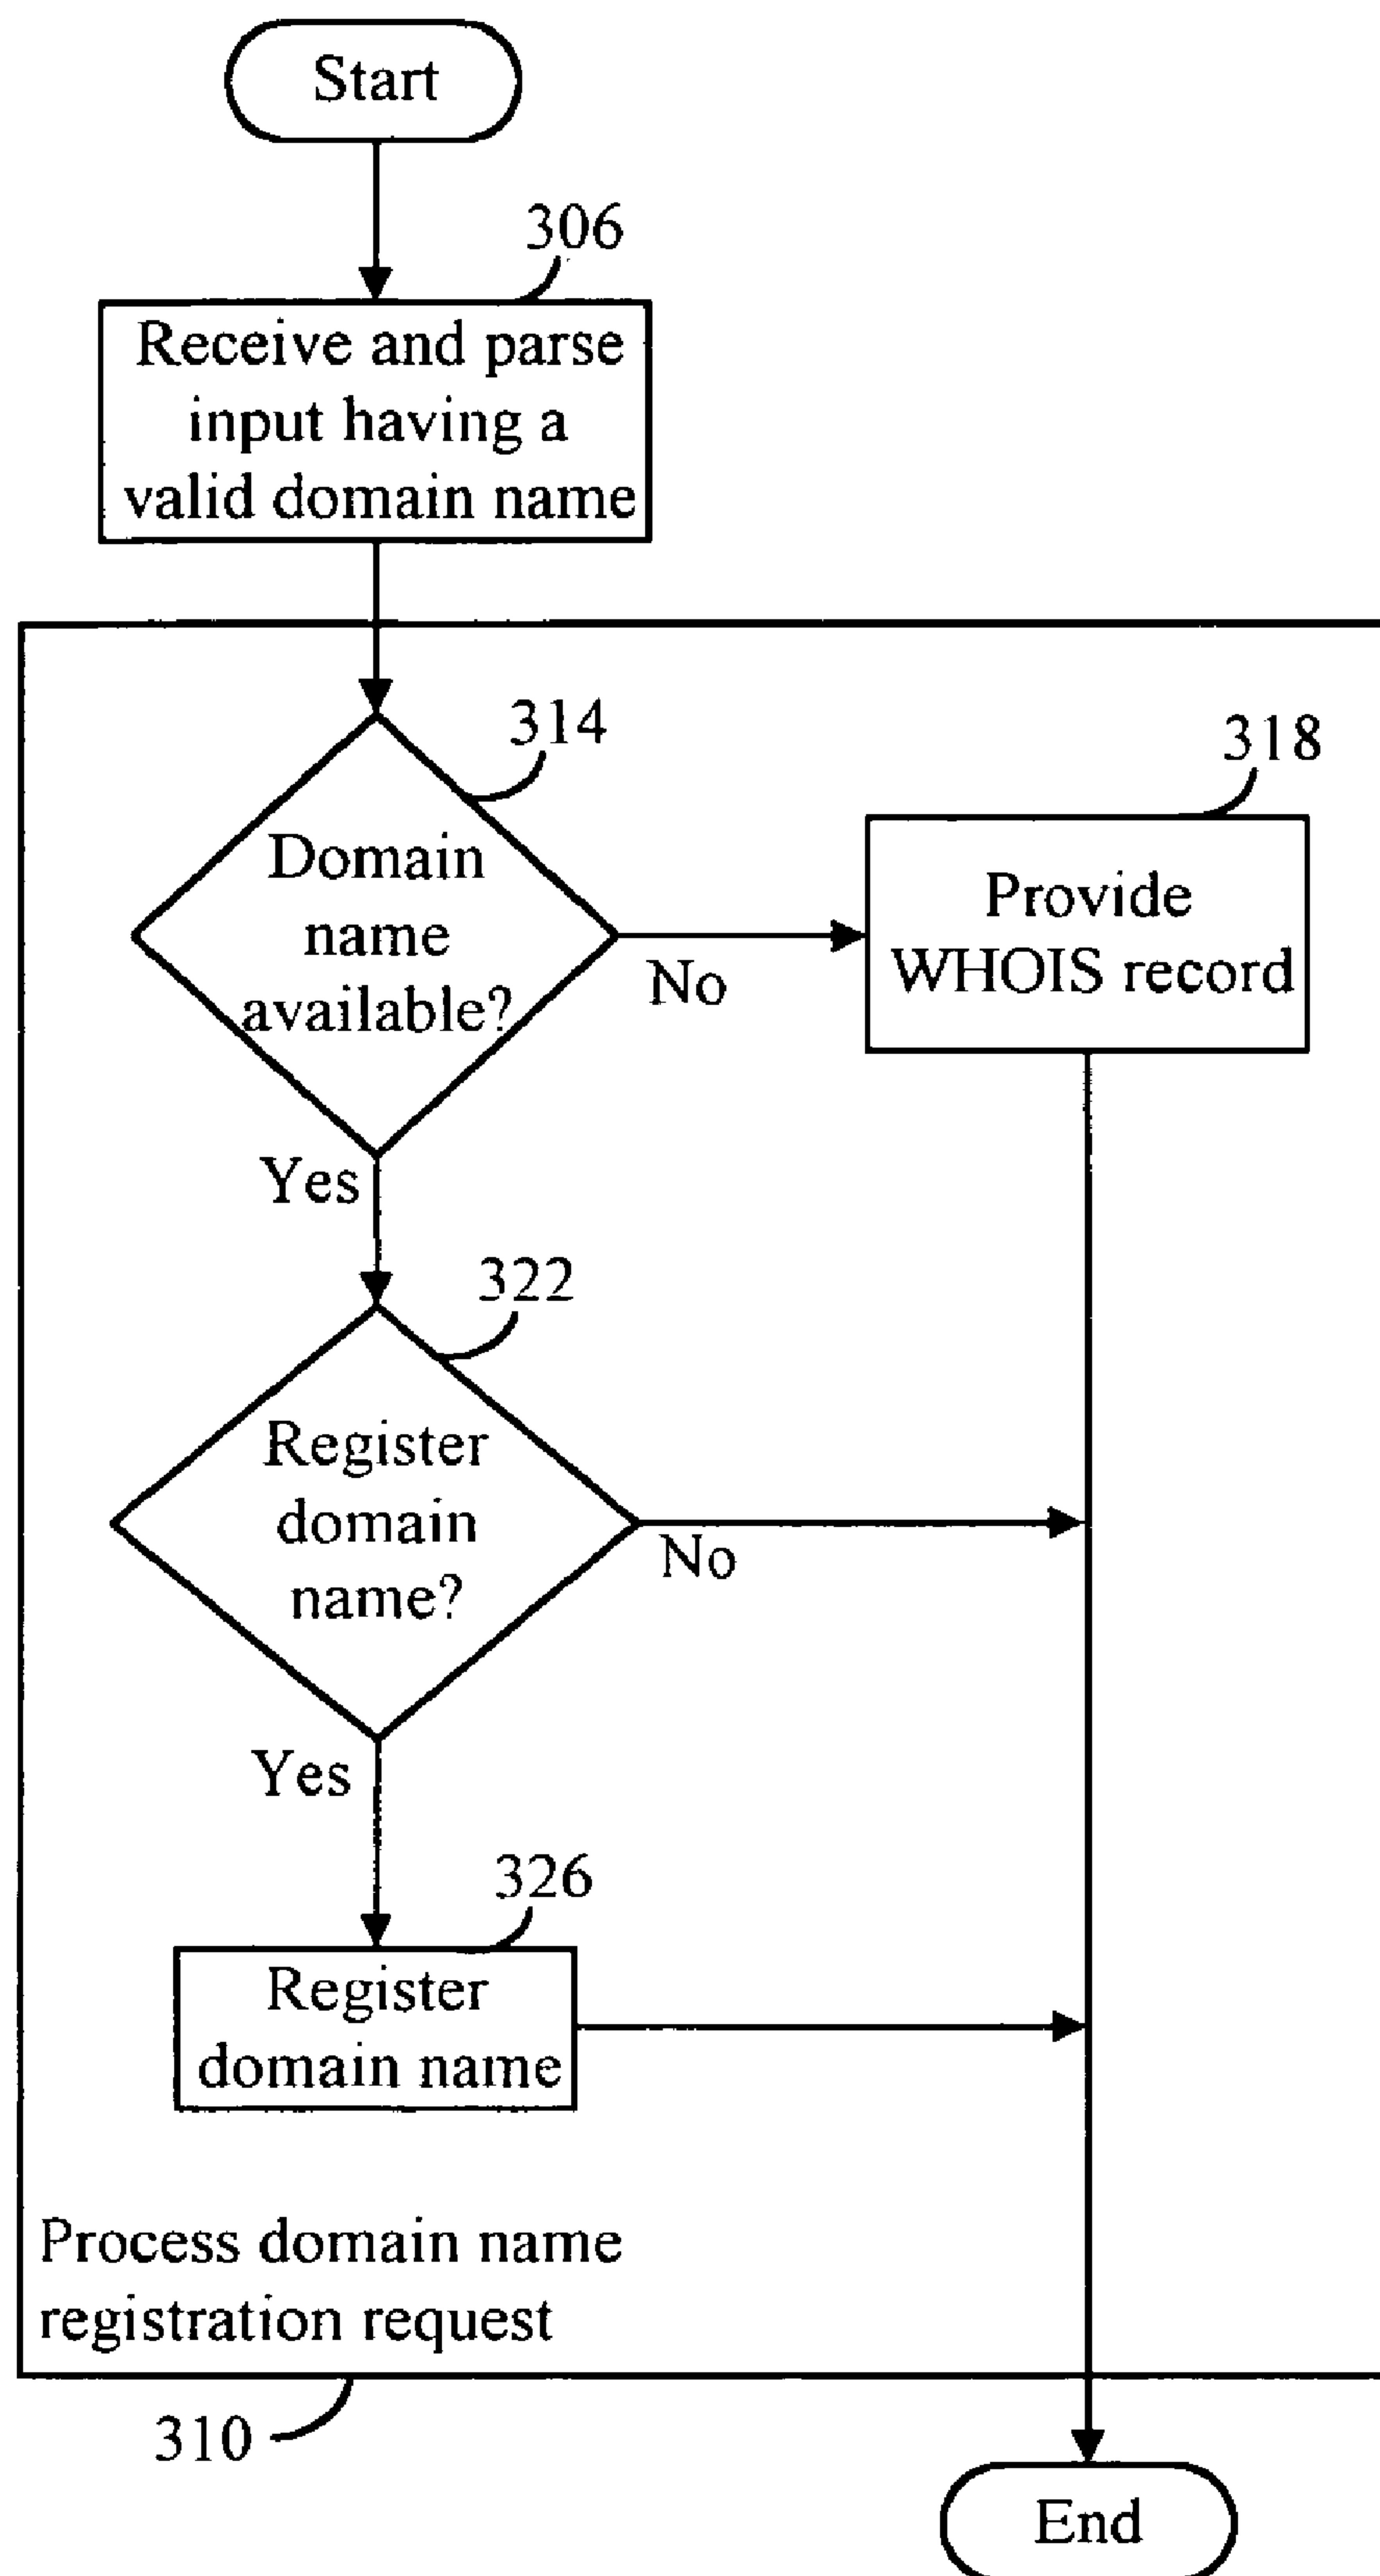 Start
306
Receive and parse
input having a
valid domain name
314
Domain
name
available?
No
318
Provide
WHOIS record
Yes
322
Register
domain
name?
No
Yes
326
Register
domain name
Process domain name
registration request
310
End